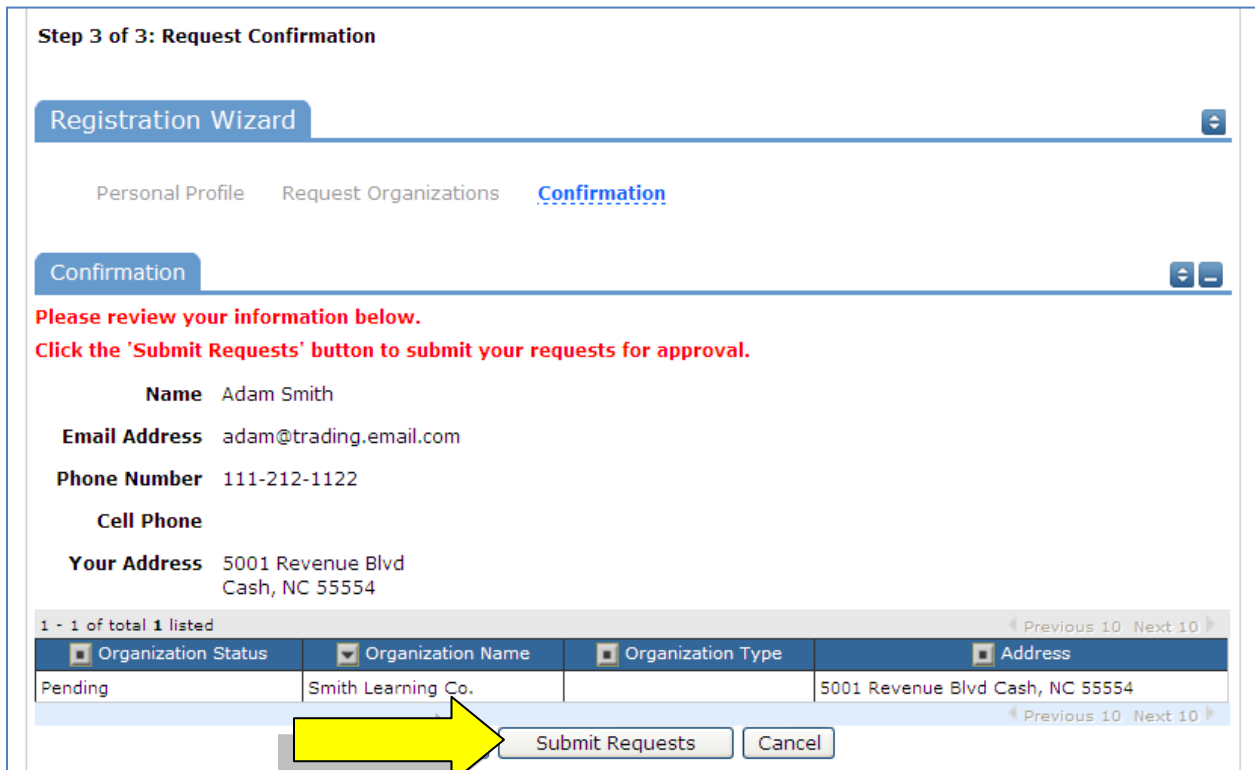 Step 3 of 3: Request Confirmation
Registration Wizard
Personal Profile Request Organizations Confirmation
Confirmation
Please review your information below.
Click the 'Submit Requests' button to submit your requests for approval.
Name Adam Smith
Email Address adam@trading.email.com
Phone Number 111-212-1122
Cell Phone
Your Address 5001 Revenue Blvd
Cash, NC 55554
1 - 1 of total 1 listed Previous 10 Next 10
Organization Status Organization Name Organization Type Address
Pending Smith Learning Co. 5001 Revenue Blvd Cash, NC 55554
Previous 10 Next 10
Submit Requests Cancel